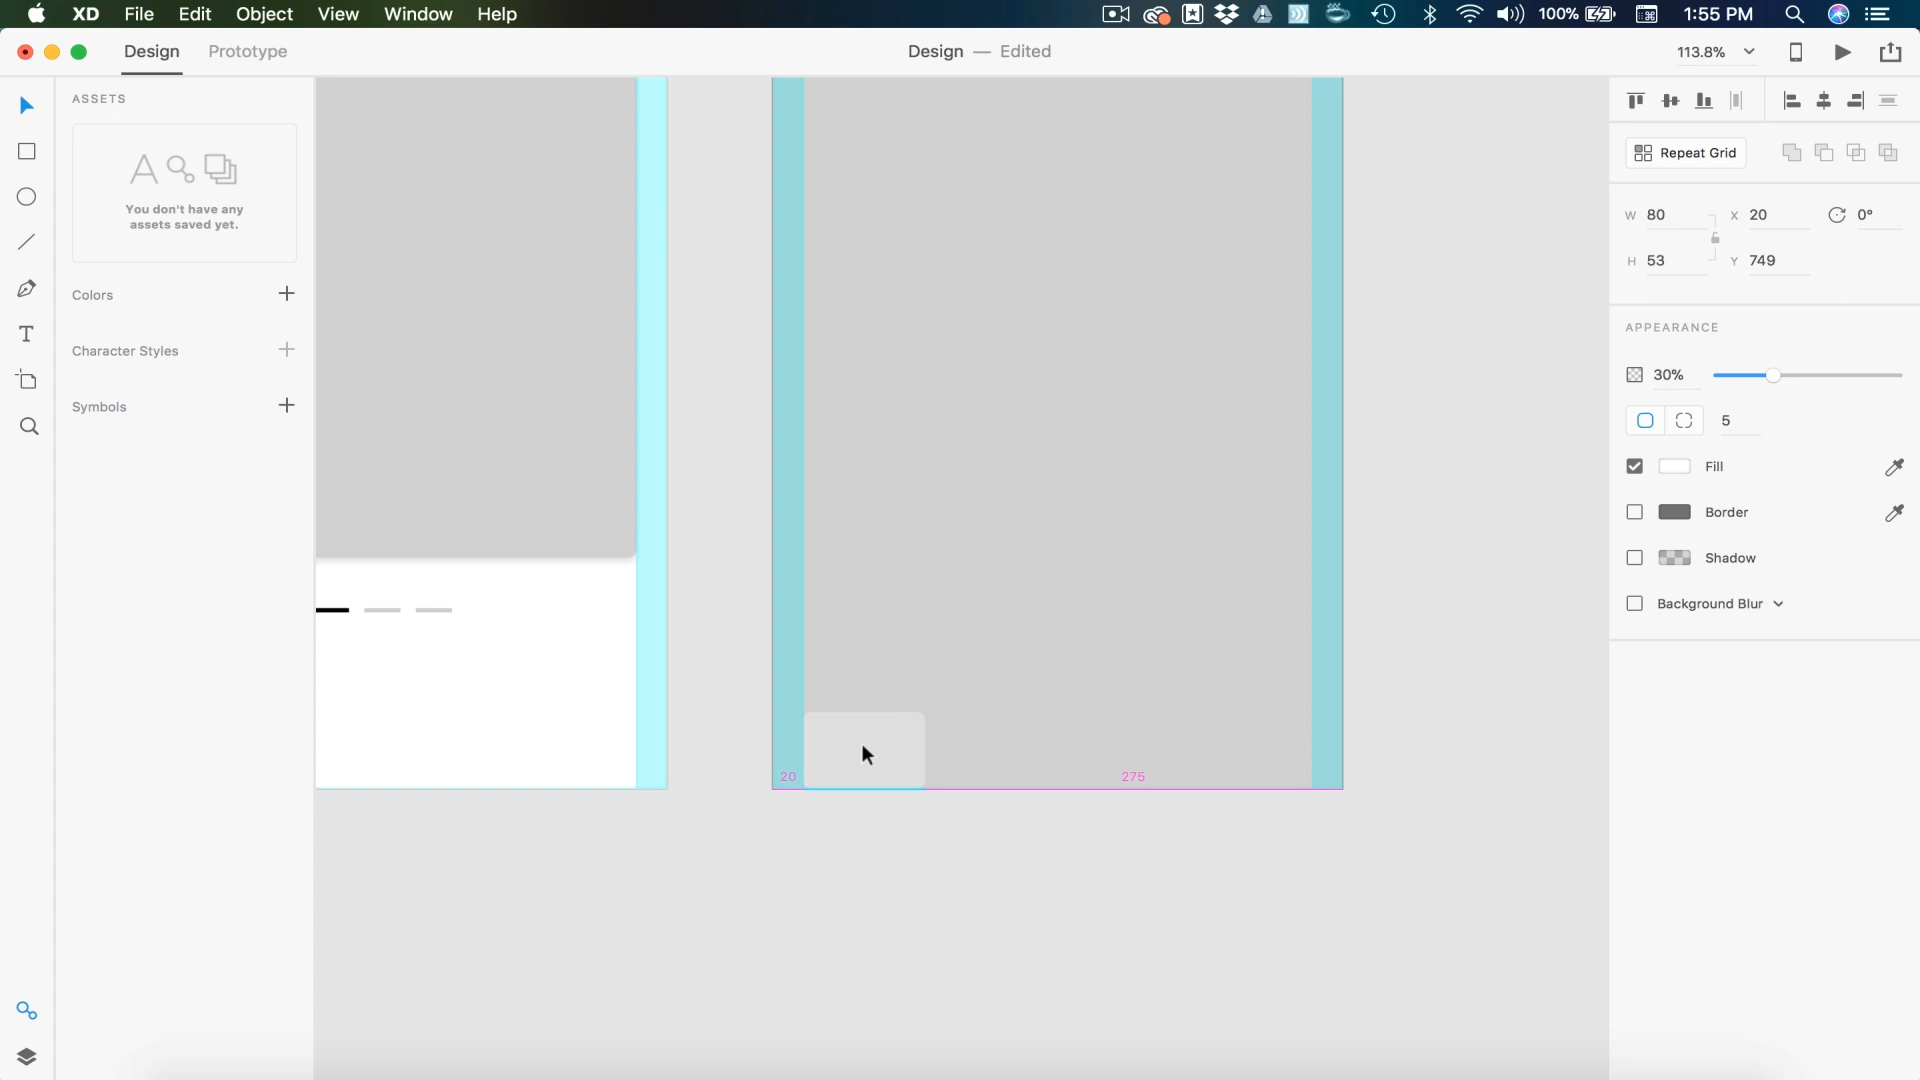 XD File Edit Object View Window Help 100% 1:55 PM
Design Prototype Design — Edited 113.8%
ASSETS
You don't have any
assets saved yet.
Colors
Character Styles
Symbols
20 275
Repeat Grid
W 80 X 20 0°
H 53 Y 749
APPEARANCE
30%
5
Fill
Border
Shadow
Background Blur